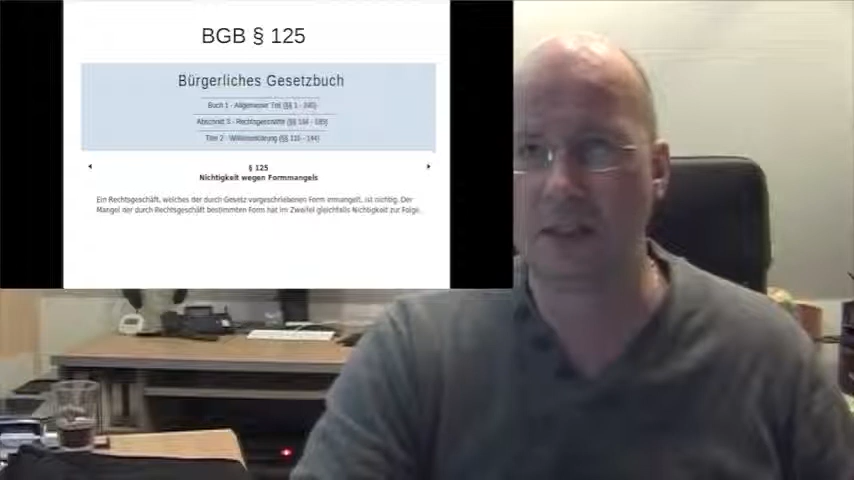 BGB § 125
Bürgerliches Gesetzbuch
Buch 1 - Allgemeiner Teil (§§ 1 - 240)
Abschnitt 3 - Rechtsgeschäfte (§§ 104 - 185)
Titel 2 - Willenserklärung (§§ 116 - 144)
§ 125
Nichtigkeit wegen Formmangels
Ein Rechtsgeschäft, welches der durch Gesetz vorgeschriebenen Form ermangelt, ist nichtig. Der
Mangel der durch Rechtsgeschäft bestimmten Form hat im Zweifel gleichfalls Nichtigkeit zur Folge.